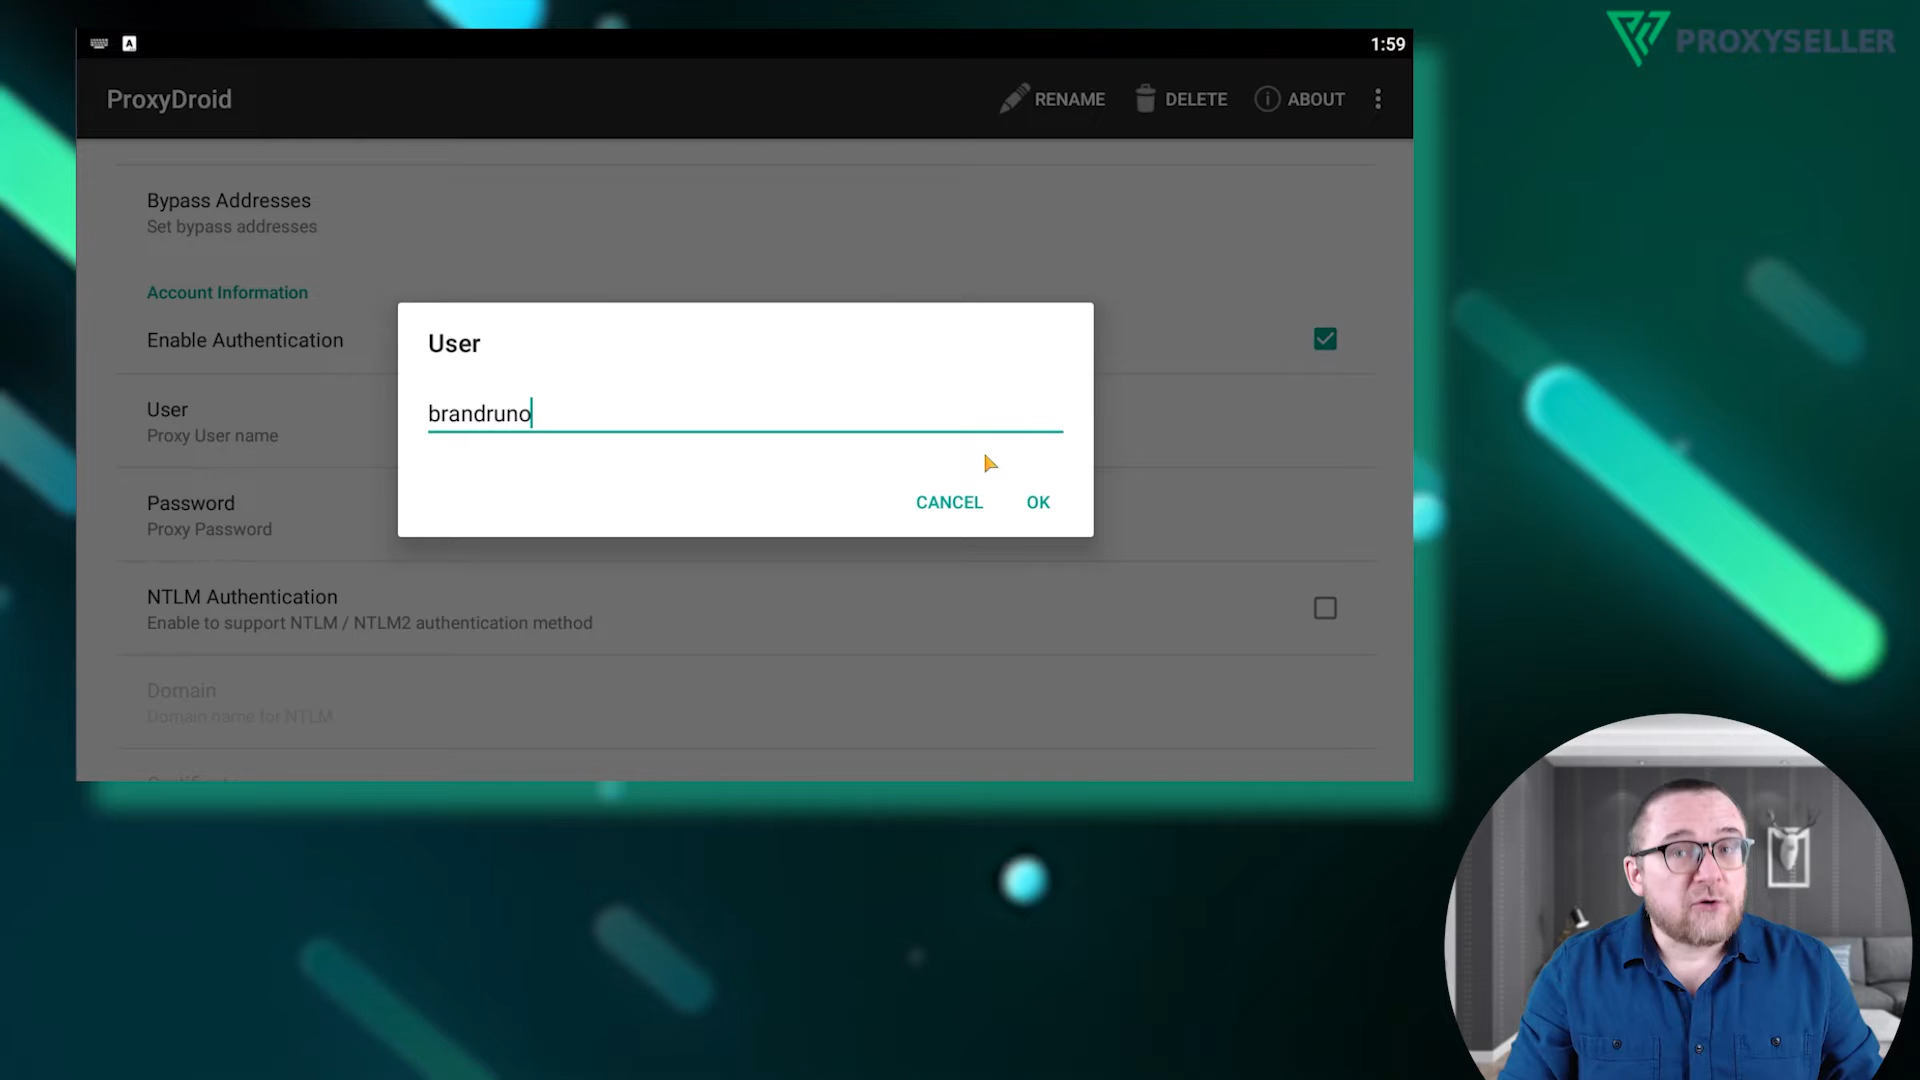 PROXYSELLER
A
1:59
ProxyDroid
RENAME
DELETE
ABOUT
Bypass Addresses
Set bypass addresses
Account Information
Enable Authentication
User
Proxy User name
Password
Proxy Password
NTLM Authentication
Enable to support NTLM / NTLM2 authentication method
Domain
Domain name for NTLM
User
brandruno
CANCEL
OK